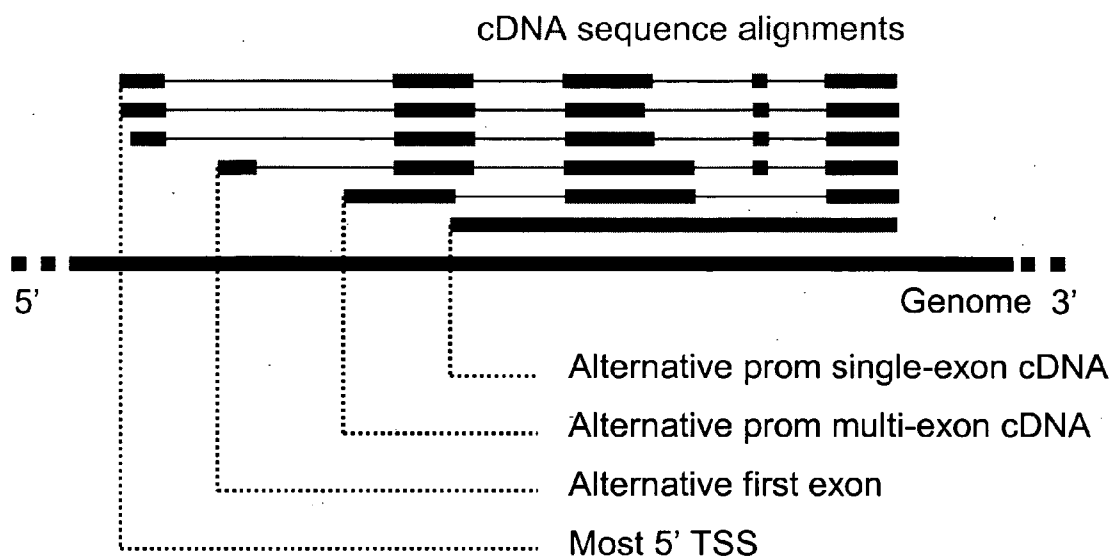 cDNA sequence alignments
5' Genome 3'
Alternative prom single-exon cDNA
Alternative prom multi-exon cDNA
Alternative first exon
Most 5' TSS